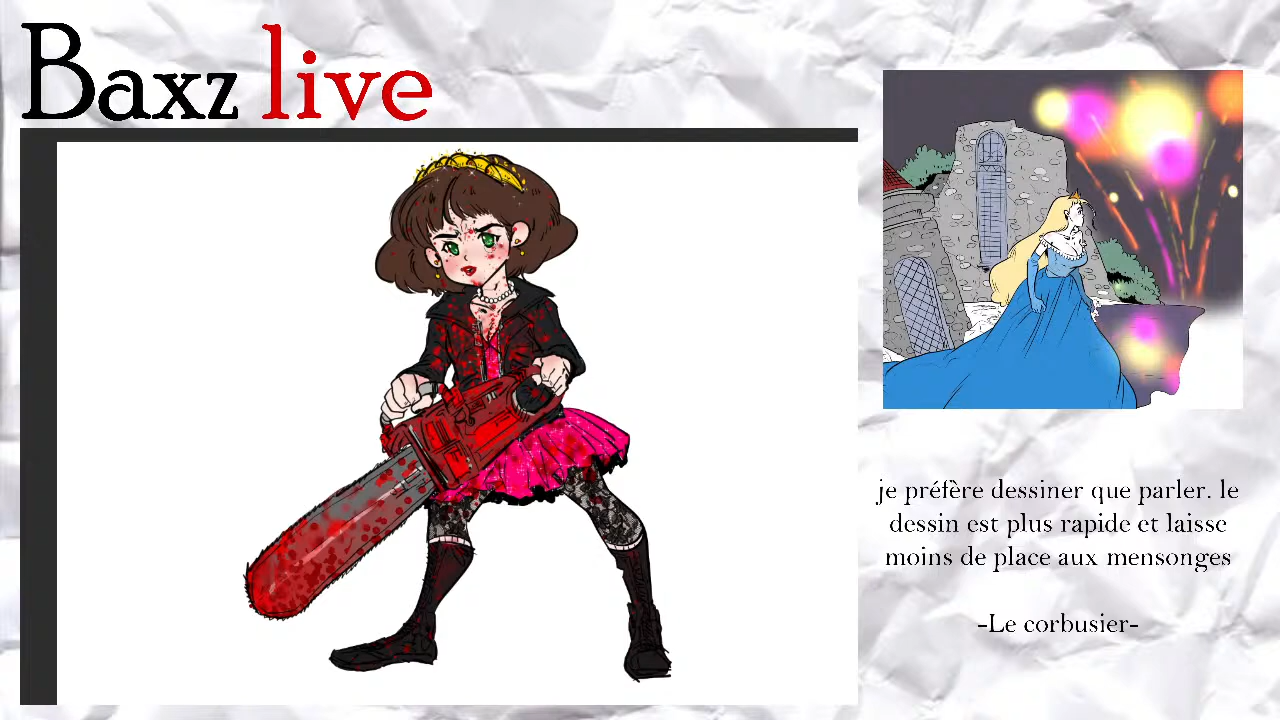 Baxz live
je préfère dessiner que parler. le
dessin est plus rapide et laisse
moins de place aux mensonges
-Le corbusier-